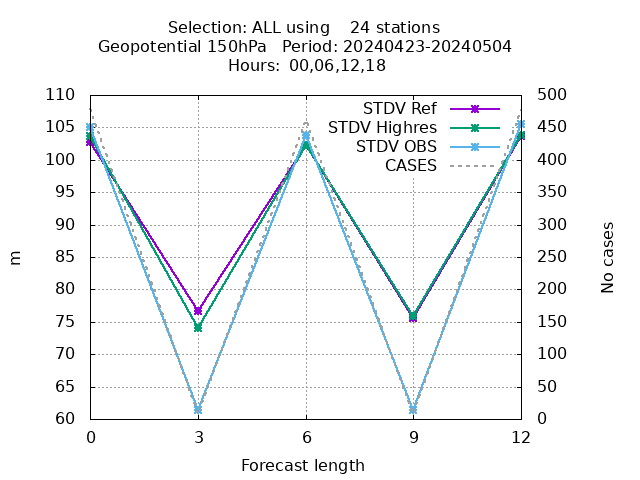 Selection: ALL using 24 stations
Geopotential 150hPa Period: 20240423-20240504
Hours: 00,06,12,18
110 500
STDV Ref
105 STDV Highres 450
STDV OBS
100 CASES 400
95 350
90 300
85 250
80 200
75 150
70 100
65 50
60 0
m
No cases
0 3 6 9 12
Forecast length